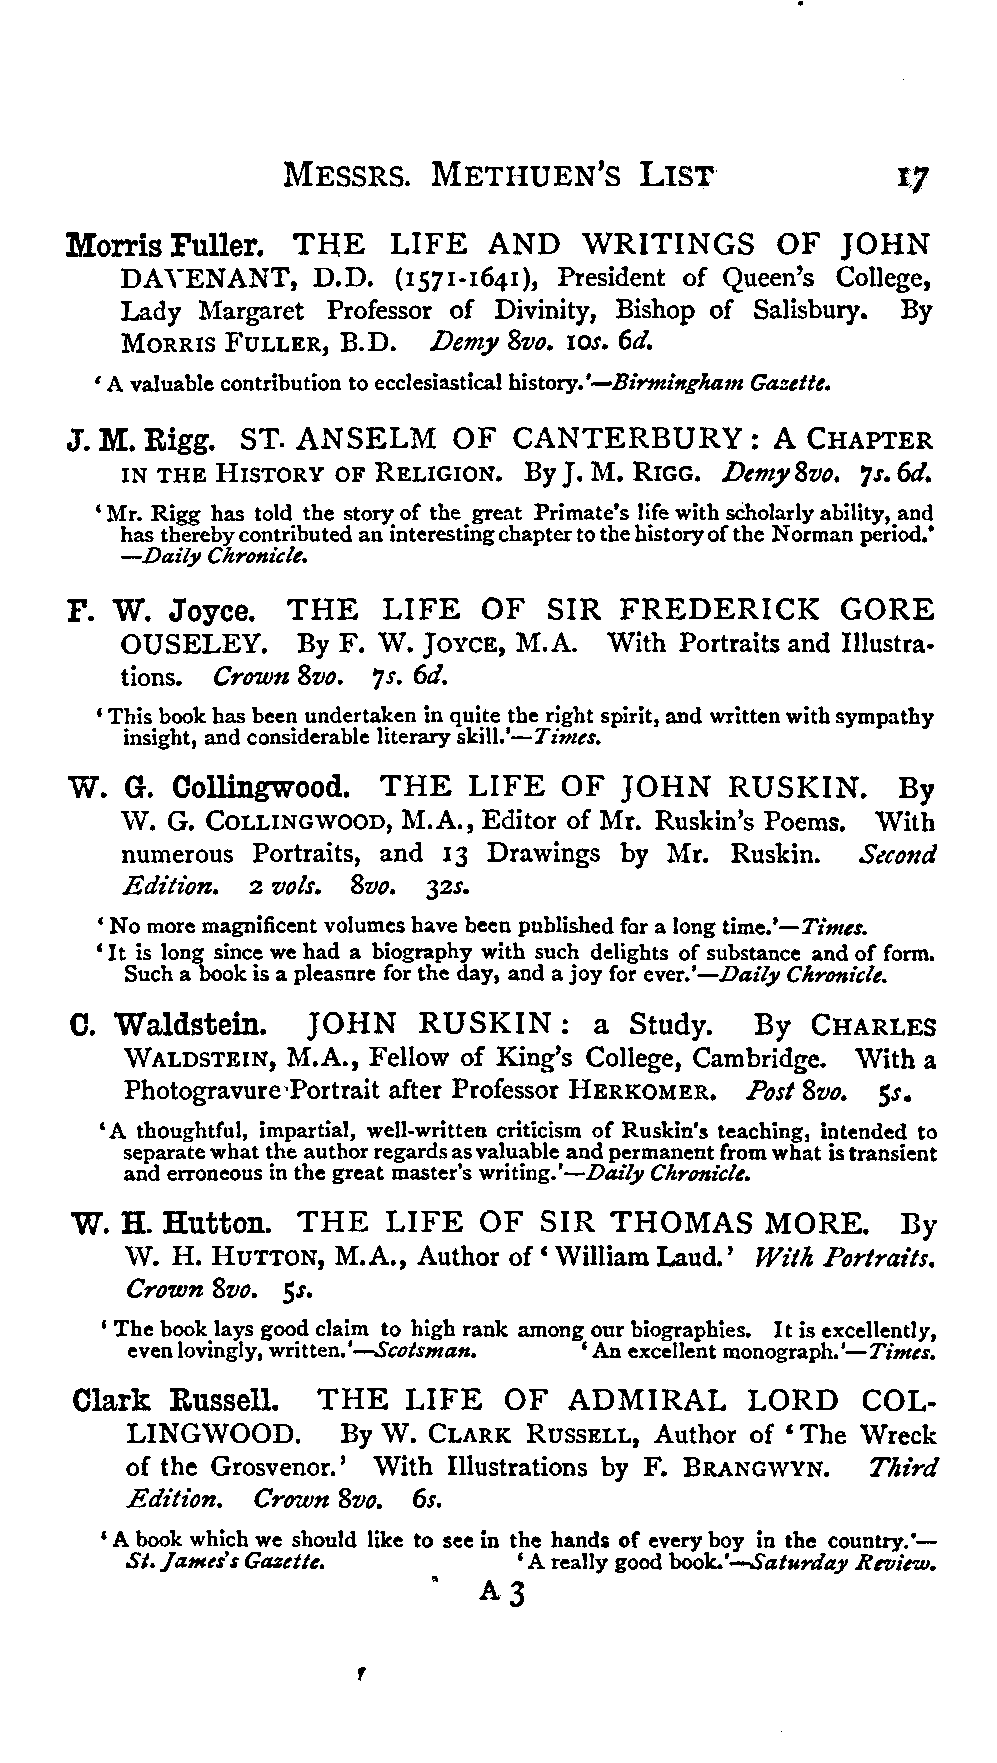 MESSRS. METHUEN'S LIST 17
Morris Fuller. THE LIFE AND WRITINGS OF JOHN
DAVENANT, D.D. (1571-1641), President of Queen's College,
Lady Margaret Professor of Divinity, Bishop of Salisbury. By
MORRIS FULLER, B.D. Demy 8vo. 10s. 6d.
'A valuable contribution to ecclesiastical history.'—Birmingham Gazette.
J. M. Rigg. ST. ANSELM OF CANTERBURY: A CHAPTER
IN THE HISTORY OF RELIGION. By J. M. RIGG. Demy 8vo. 7s. 6d.
'Mr. Rigg has told the story of the great Primate's life with scholarly ability, and
has thereby contributed an interesting chapter to the history of the Norman period.'
—Daily Chronicle.
F. W. Joyce. THE LIFE OF SIR FREDERICK GORE
OUSELEY. By F. W. JOYCE, M.A. With Portraits and Illustra-
tions. Crown 8vo. 7s. 6d.
'This book has been undertaken in quite the right spirit, and written with sympathy
insight, and considerable literary skill.'—Times.
W. G. Collingwood. THE LIFE OF JOHN RUSKIN. By
W. G. COLLINGWOOD, M.A., Editor of Mr. Ruskin's Poems. With
numerous Portraits, and 13 Drawings by Mr. Ruskin. Second
Edition. 2 vols. 8vo. 32s.
'No more magnificent volumes have been published for a long time.'—Times.
'It is long since we had a biography with such delights of substance and of form.
Such a book is a pleasure for the day, and a joy for ever.'—Daily Chronicle.
C. Waldstein. JOHN RUSKIN: a Study. By CHARLES
WALDSTEIN, M.A., Fellow of King's College, Cambridge. With a
Photogravure Portrait after Professor HERKOMER. Post 8vo. 5s.
'A thoughtful, impartial, well-written criticism of Ruskin's teaching, intended to
separate what the author regards as valuable and permanent from what is transient
and erroneous in the great master's writing.'—Daily Chronicle.
W. H. Hutton. THE LIFE OF SIR THOMAS MORE. By
W. H. HUTTON, M.A., Author of 'William Laud.' With Portraits.
Crown 8vo. 5s.
'The book lays good claim to high rank among our biographies. It is excellently,
even lovingly, written.'—Scotsman. 'An excellent monograph.'—Times.
Clark Russell. THE LIFE OF ADMIRAL LORD COL-
LINGWOOD. By W. CLARK RUSSELL, Author of 'The Wreck
of the Grosvenor.' With Illustrations by F. BRANGWYN. Third
Edition. Crown 8vo. 6s.
'A book which we should like to see in the hands of every boy in the country.'—
St. James's Gazette. 'A really good book.'—Saturday Review.
A 3